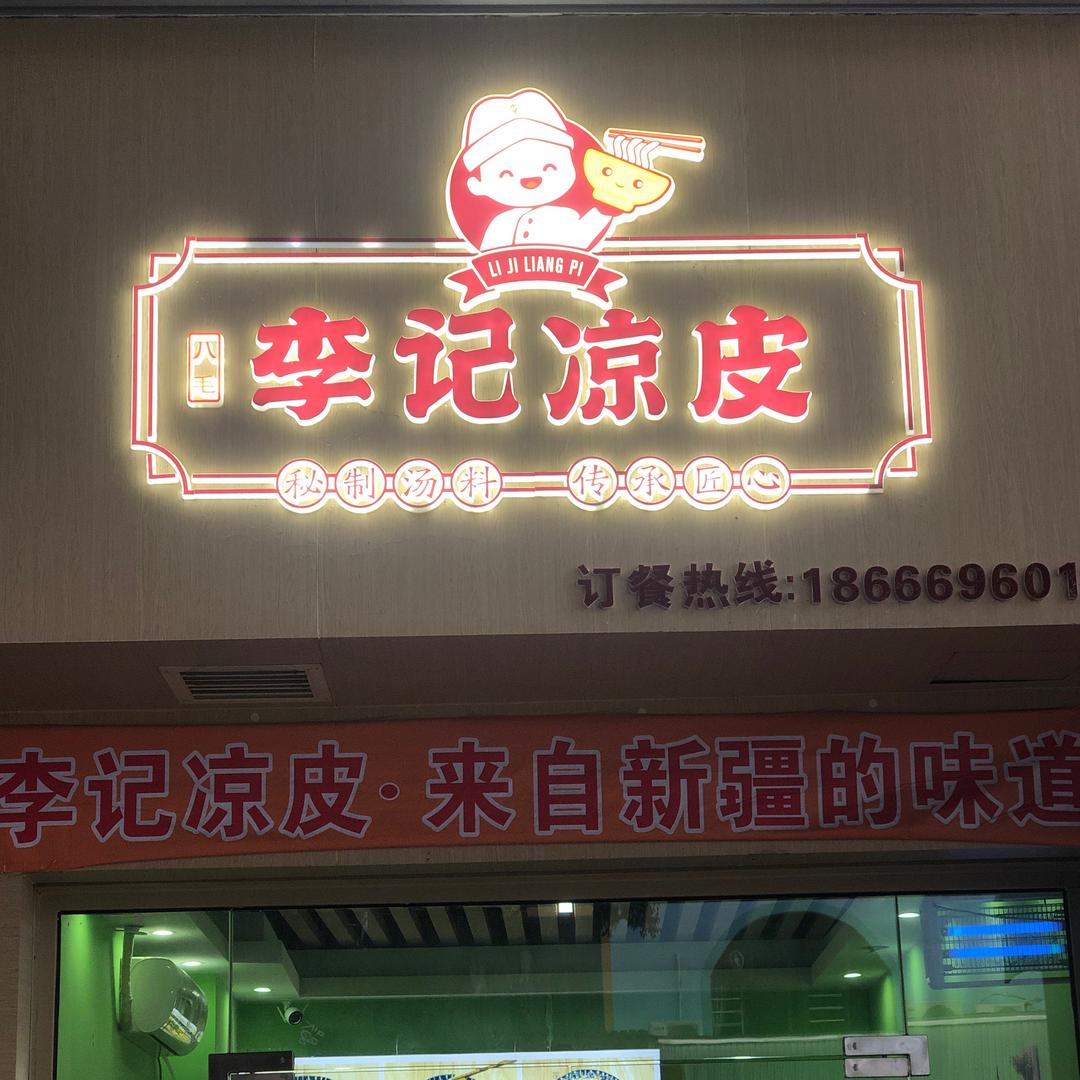 LI JI LIANG PI
八毛
李记凉皮
秘制汤料 传承匠心
订餐热线:186669601
李记凉皮·来自新疆的味道